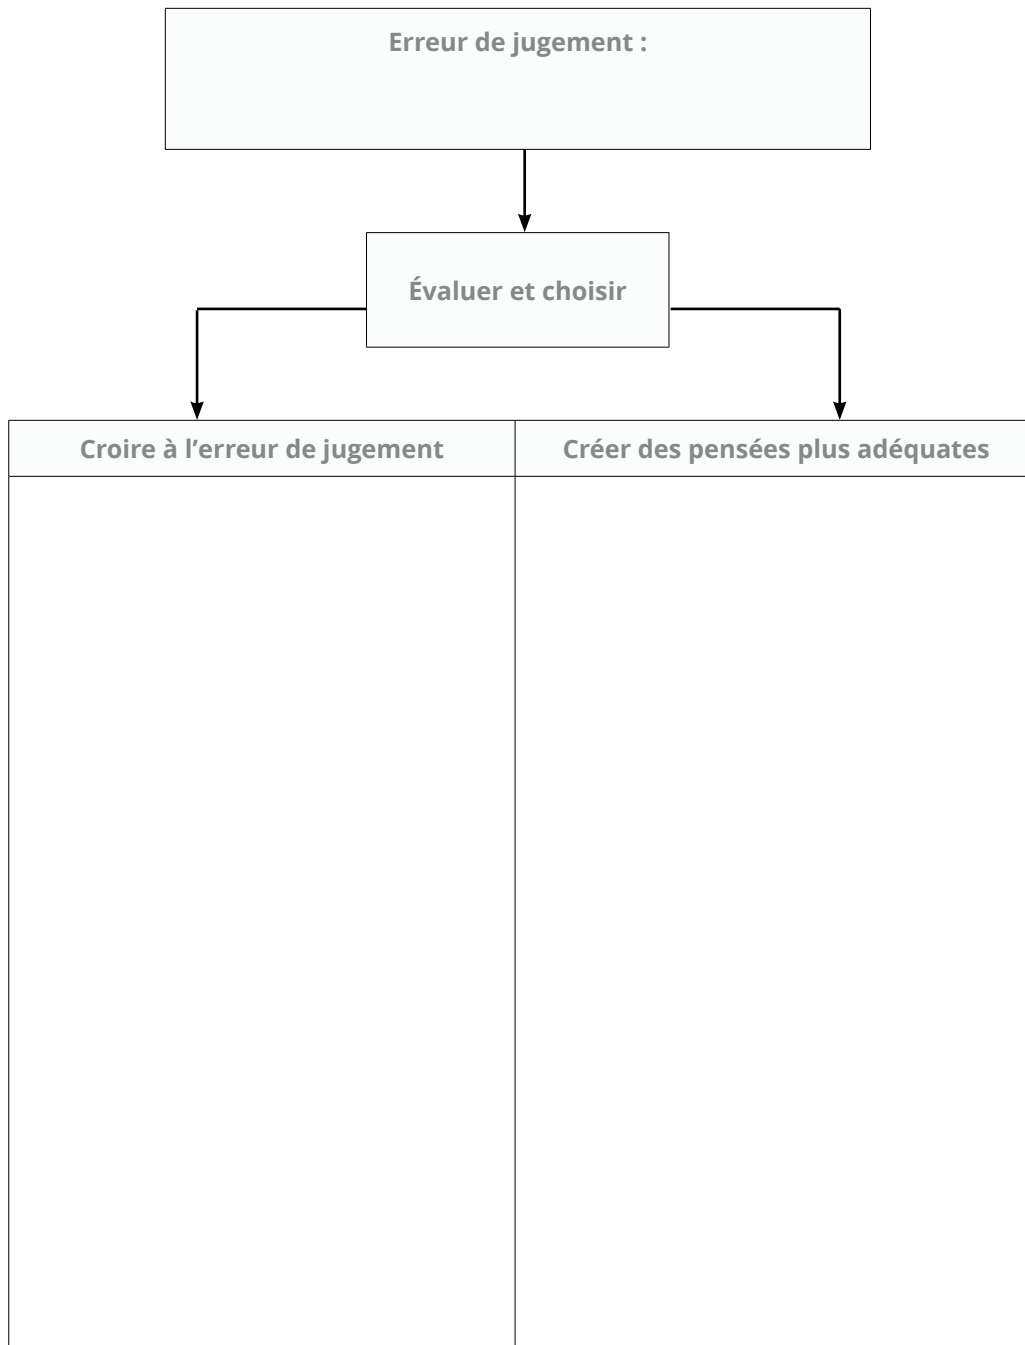 Erreur de jugement :
Évaluer et choisir
Croire à l’erreur de jugement
Créer des pensées plus adéquates